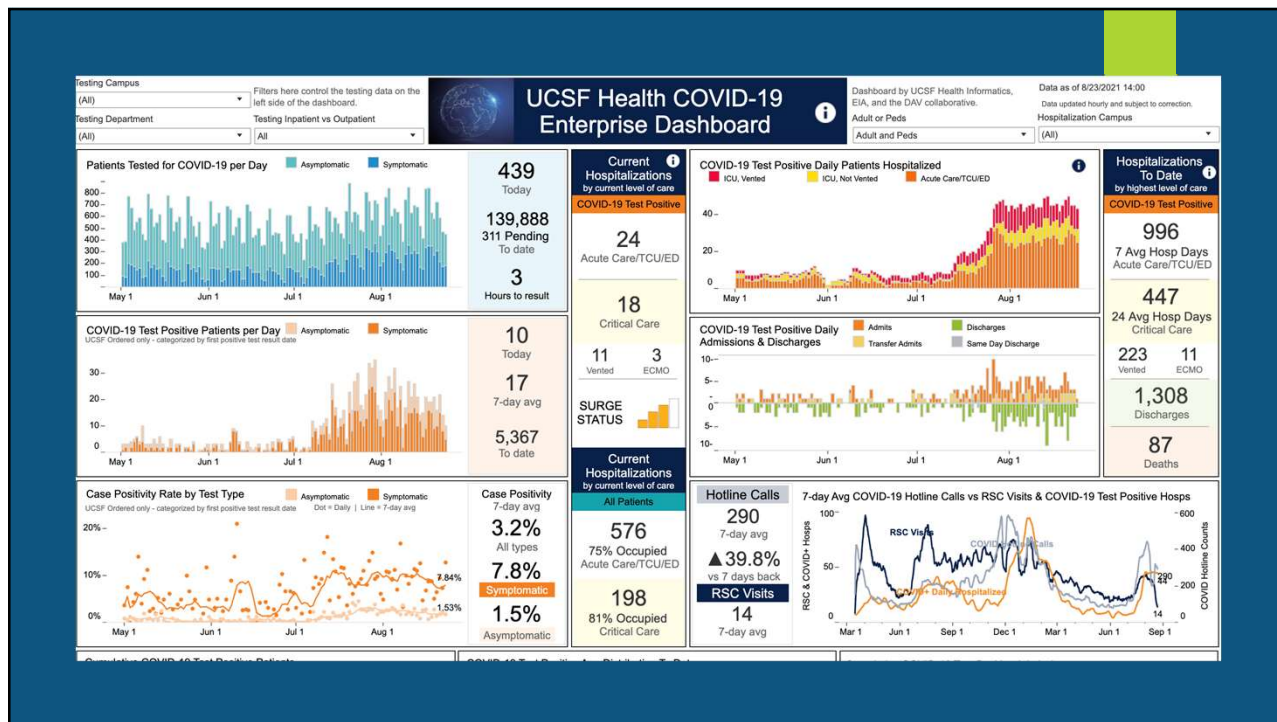 Testing Campus
(All)
Filters here control the testing data on the
left side of the dashboard.
Testing Department
(All)
Testing Inpatient vs Outpatient
All
UCSF Health COVID-19
Enterprise Dashboard
i
Dashboard by UCSF Health Informatics,
EIA, and the DAV collaborative.
Adult or Peds
Adult and Peds
Data as of 8/23/2021 14:00
Data updated hourly and subject to correction.
Hospitalization Campus
(All)
Patients Tested for COVID-19 per Day
Asymptomatic
Symptomatic
800
700
600
500
400
300
200
100
May 1
Jun 1
Jul 1
Aug 1
439
Today
139,888
311 Pending
To date
3
Hours to result
COVID-19 Test Positive Patients per Day
Asymptomatic
Symptomatic
UCSF Ordered only - categorized by first positive test result date
30
20
10
0
May 1
Jun 1
Jul 1
Aug 1
10
Today
17
7-day avg
5,367
To date
Case Positivity Rate by Test Type
Asymptomatic
Symptomatic
UCSF Ordered only - categorized by first positive test result date
Dot = Daily | Line = 7-day avg
20%
10%
0%
7.84%
1.53%
May 1
Jun 1
Jul 1
Aug 1
Case Positivity
7-day avg
3.2%
All types
7.8%
Symptomatic
1.5%
Asymptomatic
Current
Hospitalizations
by current level of care
i
COVID-19 Test Positive
24
Acute Care/TCU/ED
18
Critical Care
11
Vented
3
ECMO
SURGE
STATUS
Current
Hospitalizations
by current level of care
All Patients
576
75% Occupied
Acute Care/TCU/ED
198
81% Occupied
Critical Care
COVID-19 Test Positive Daily Patients Hospitalized
i
ICU, Vented
ICU, Not Vented
Acute Care/TCU/ED
40
20
0
May 1
Jun 1
Jul 1
Aug 1
COVID-19 Test Positive Daily
Admissions & Discharges
Admits
Discharges
Transfer Admits
Same Day Discharge
10
5
0
5
10
May 1
Jun 1
Jul 1
Aug 1
Hospitalizations
To Date
by highest level of care
i
COVID-19 Test Positive
996
7 Avg Hosp Days
Acute Care/TCU/ED
447
24 Avg Hosp Days
Critical Care
223
Vented
11
ECMO
1,308
Discharges
87
Deaths
Hotline Calls
290
7-day avg
▲39.8%
vs 7 days back
RSC Visits
14
7-day avg
7-day Avg COVID-19 Hotline Calls vs RSC Visits & COVID-19 Test Positive Hosps
RSC & COVID+ Hosps
100
50
0
RSC Visits
COVID Calls
COVID+ Daily Hospitalized
290
44
14
600
400
200
0
COVID Hotline Counts
Mar 1
Jun 1
Sep 1
Dec 1
Mar 1
Jun 1
Sep 1